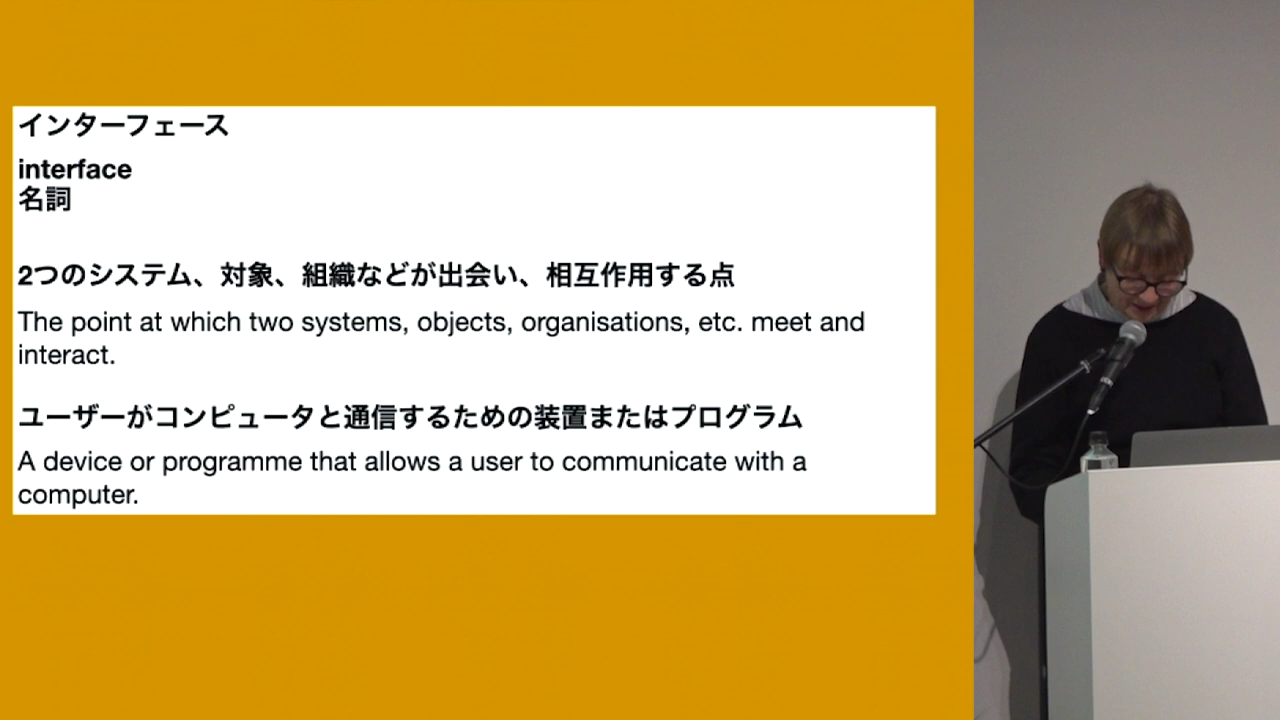 インターフェース
interface
名詞
2つのシステム、対象、組織などが出会い、相互作用する点
The point at which two systems, objects, organisations, etc. meet and
interact.
ユーザーがコンピュータと通信するための装置またはプログラム
A device or programme that allows a user to communicate with a
computer.